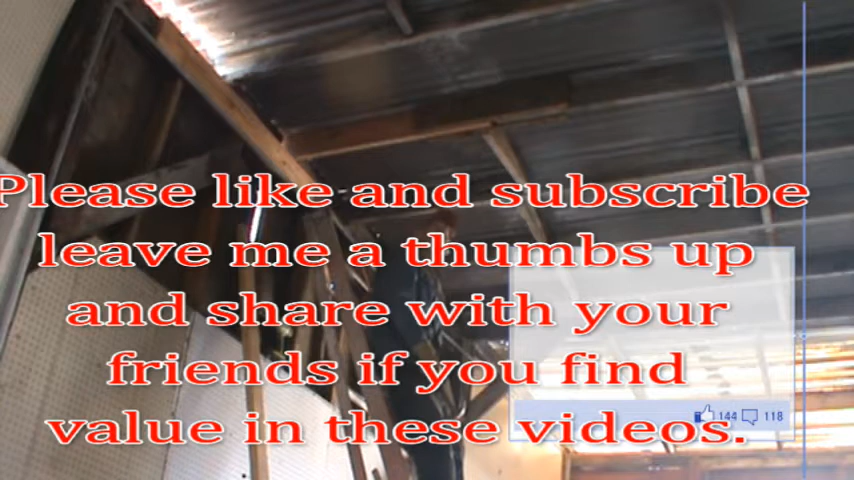 Please like and subscribe
leave me a thumbs up
and share with your
friends if you find
value in these videos.
144 118